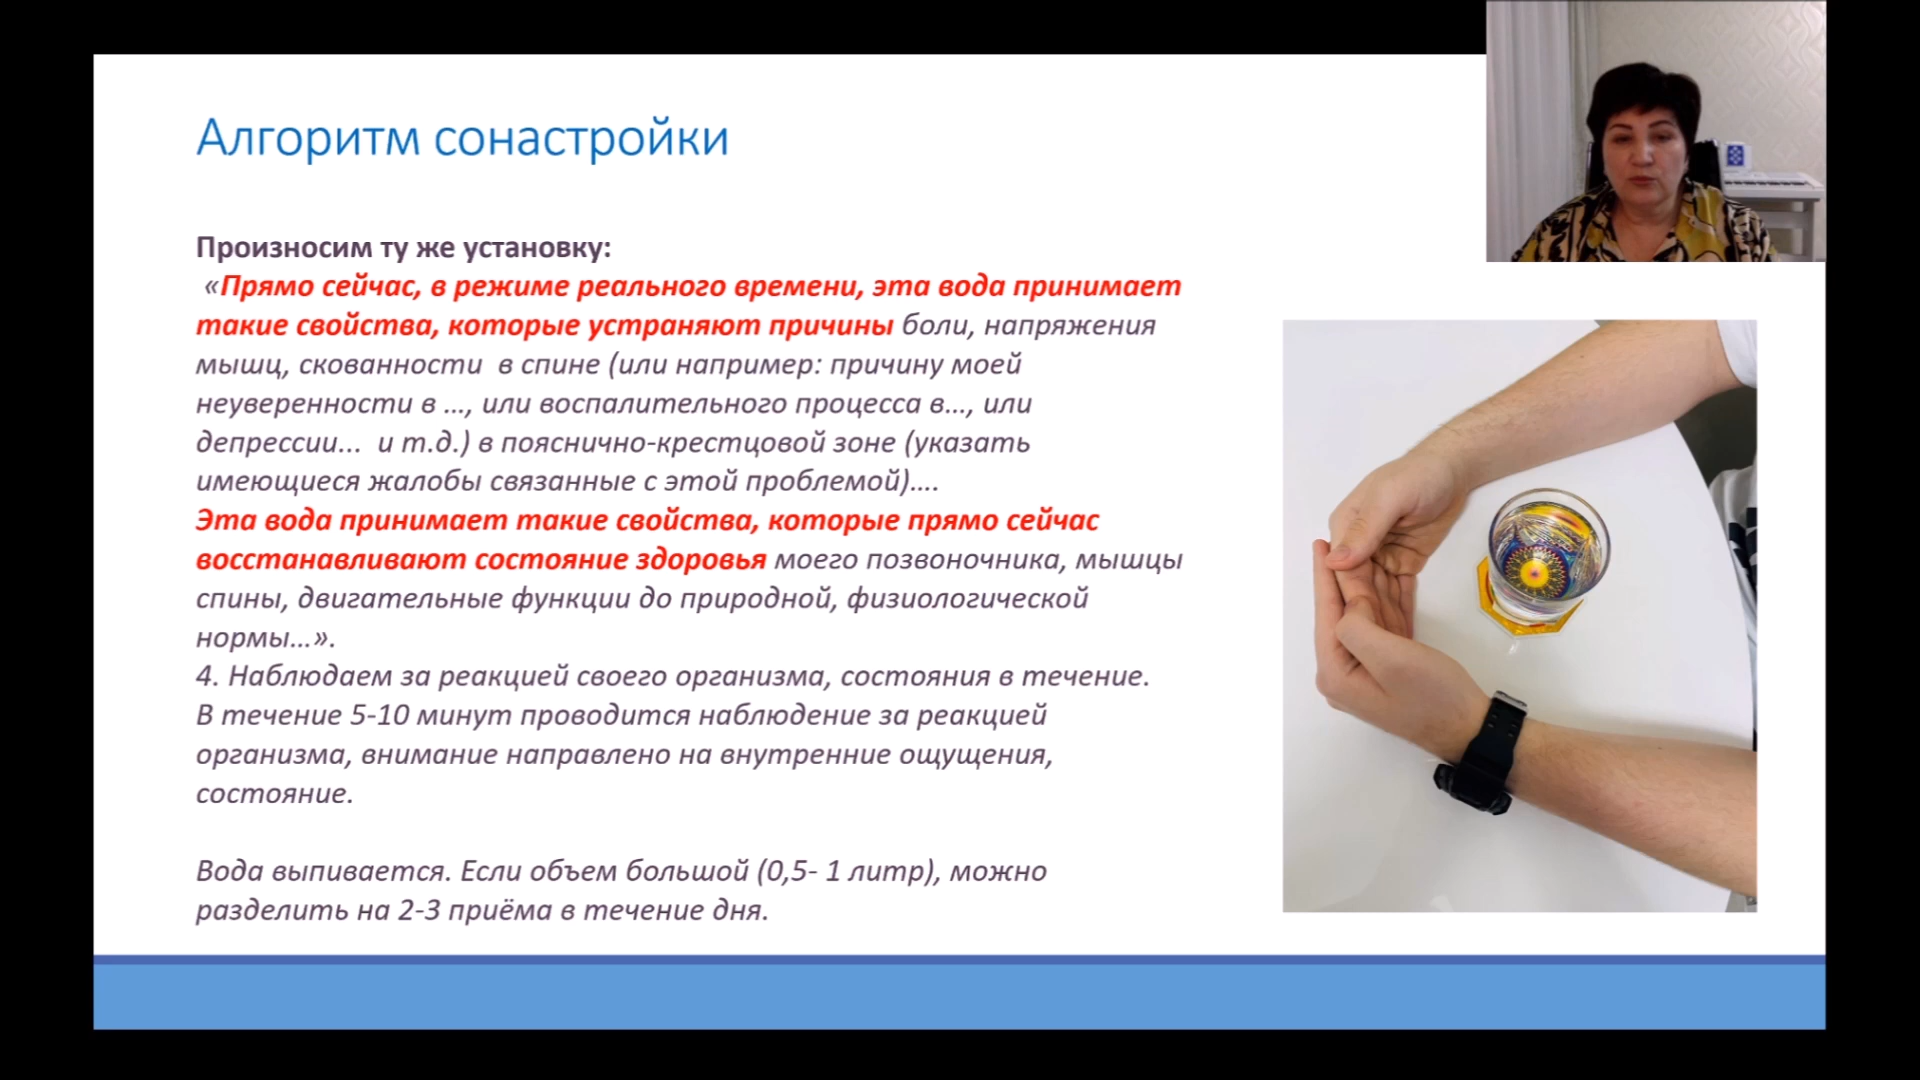 Алгоритм сонастройки
Произносим ту же установку:
«Прямо сейчас, в режиме реального времени, эта вода принимает
такие свойства, которые устраняют причины боли, напряжения
мышц, скованности в спине (или например: причину моей
неуверенности в ..., или воспалительного процесса в..., или
депрессии... и т.д.) в пояснично-крестцовой зоне (указать
имеющиеся жалобы связанные с этой проблемой)....
Эта вода принимает такие свойства, которые прямо сейчас
восстанавливают состояние здоровья моего позвоночника, мышцы
спины, двигательные функции до природной, физиологической
нормы...».
4. Наблюдаем за реакцией своего организма, состояния в течение.
В течение 5-10 минут проводится наблюдение за реакцией
организма, внимание направлено на внутренние ощущения,
состояние.
Вода выпивается. Если объем большой (0,5- 1 литр), можно
разделить на 2-3 приёма в течение дня.